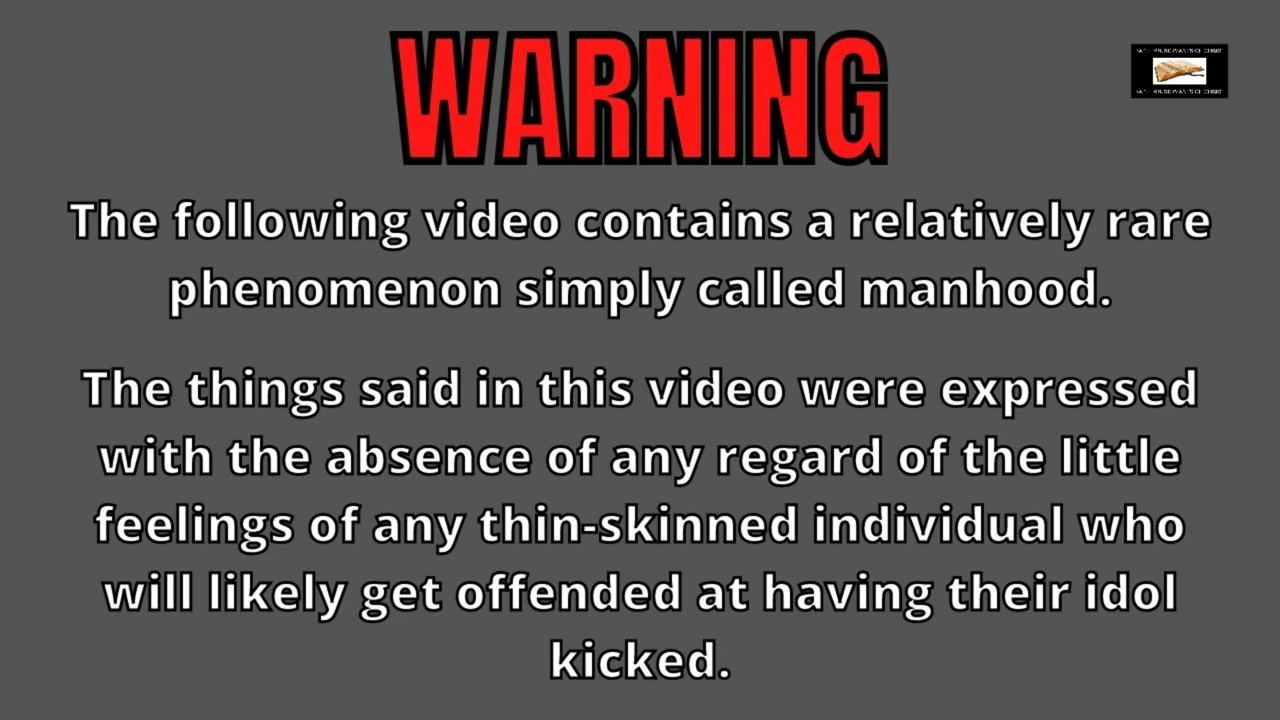 WARNING
The following video contains a relatively rare
phenomenon simply called manhood.
The things said in this video were expressed
with the absence of any regard of the little
feelings of any thin-skinned individual who
will likely get offended at having their idol
kicked.